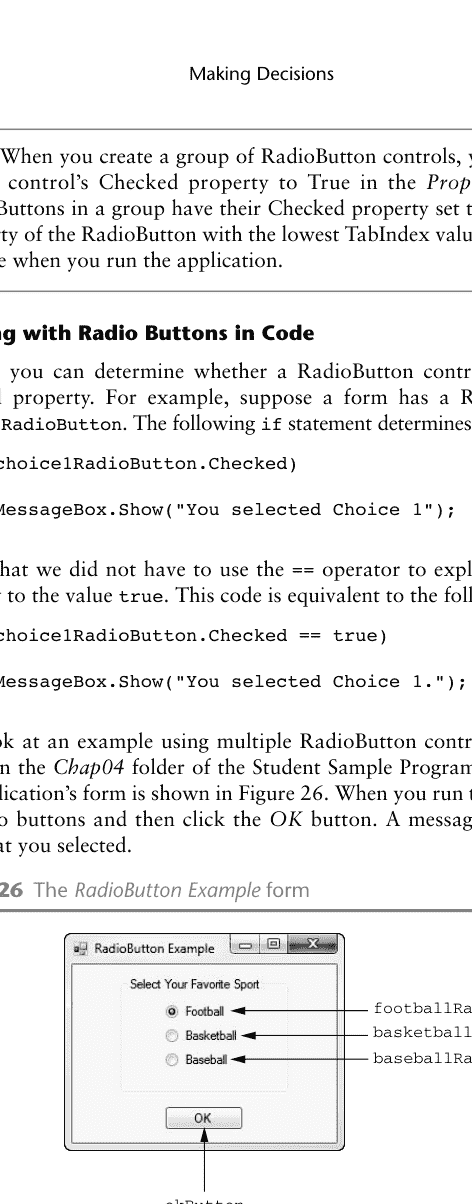 Making Decisions
When you create a group of RadioButton controls, y
control's Checked property to True in the Prop
Buttons in a group have their Checked property set t
ty of the RadioButton with the lowest TabIndex valu
e when you run the application.
ng with Radio Buttons in Code
you can determine whether a RadioButton contr
l property. For example, suppose a form has a R
RadioButton. The following if statement determines
choice1RadioButton.Checked)
MessageBox.Show("You selected Choice 1");
hat we did not have to use the == operator to expl
y to the value true. This code is equivalent to the foll
choice1RadioButton.Checked == true)
MessageBox.Show("You selected Choice 1.");
ok at an example using multiple RadioButton contr
n the Chap04 folder of the Student Sample Program
lication's form is shown in Figure 26. When you run t
o buttons and then click the OK button. A messag
at you selected.
26 The RadioButton Example form
RadioButton Example
Select Your Favorite Sport
Football footballRa
Basketball basketball
Baseball baseballRa
OK
okButton